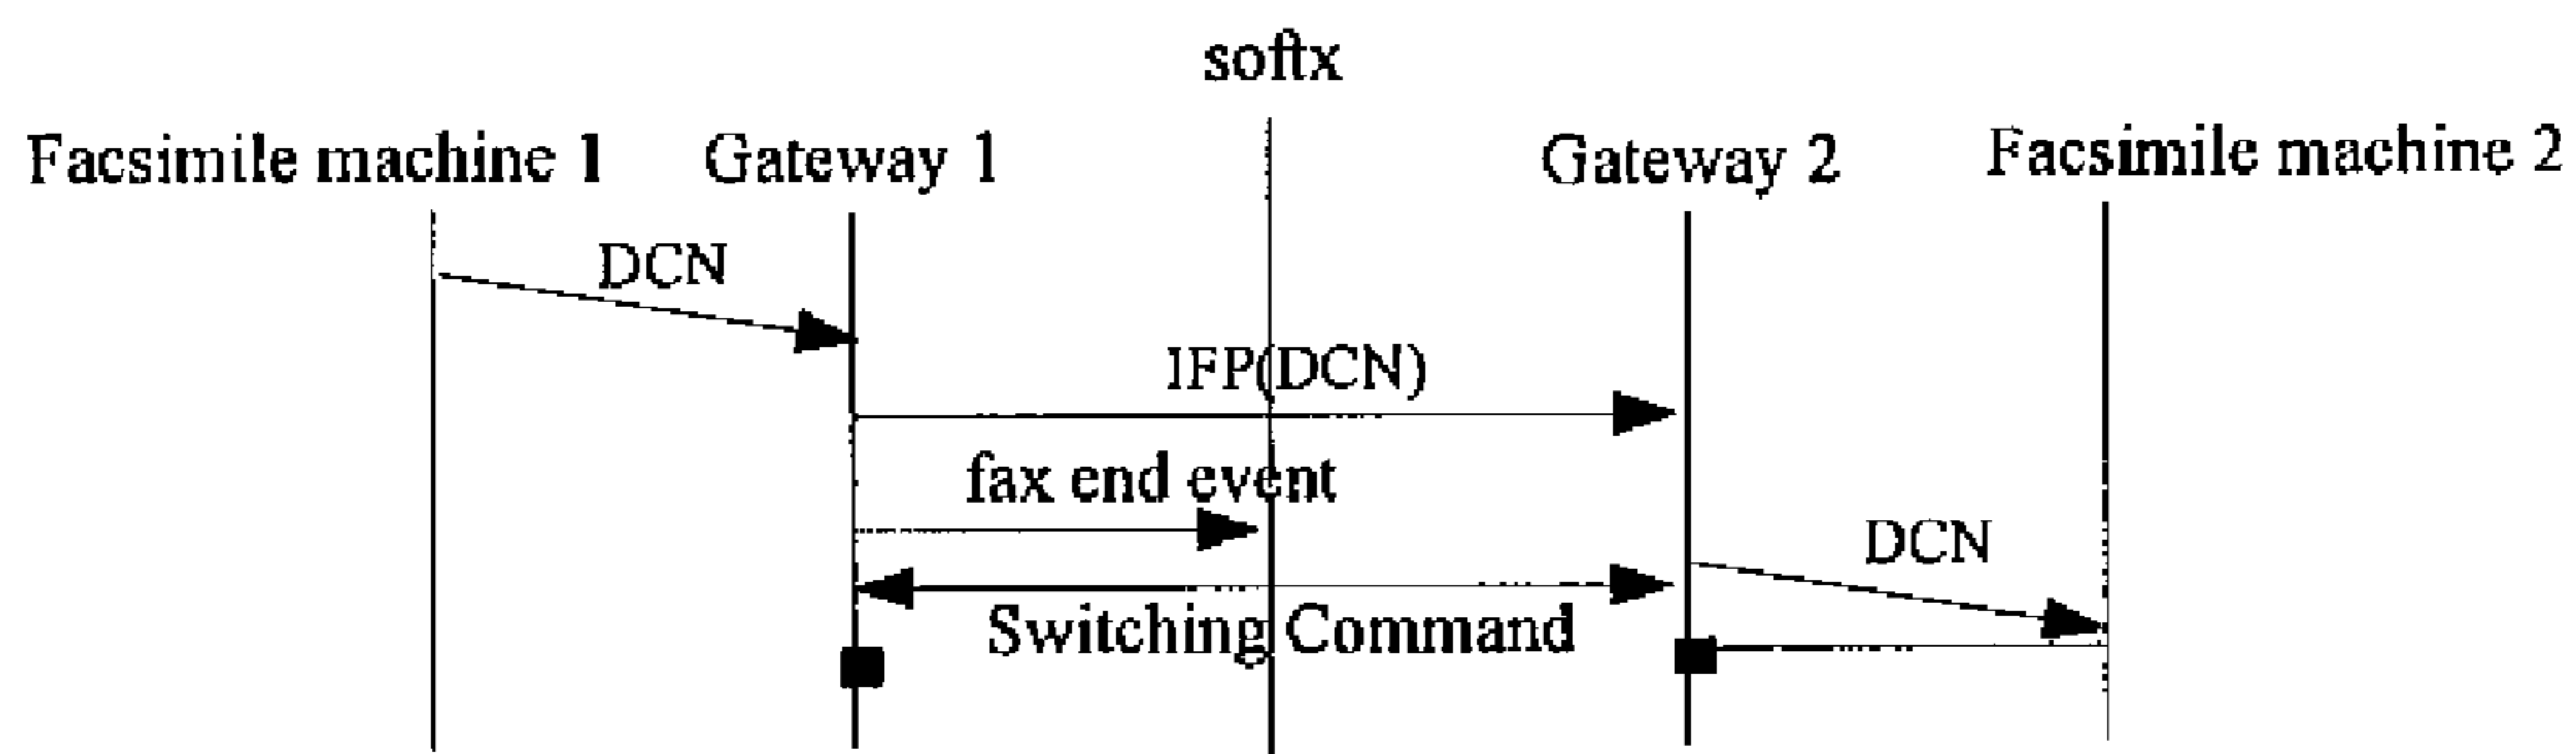 softx
Facsimile machine 1 Gateway 1 Gateway 2 Facsimile machine 2
DCN
IFP(DCN)
fax end event
DCN
Switching Command